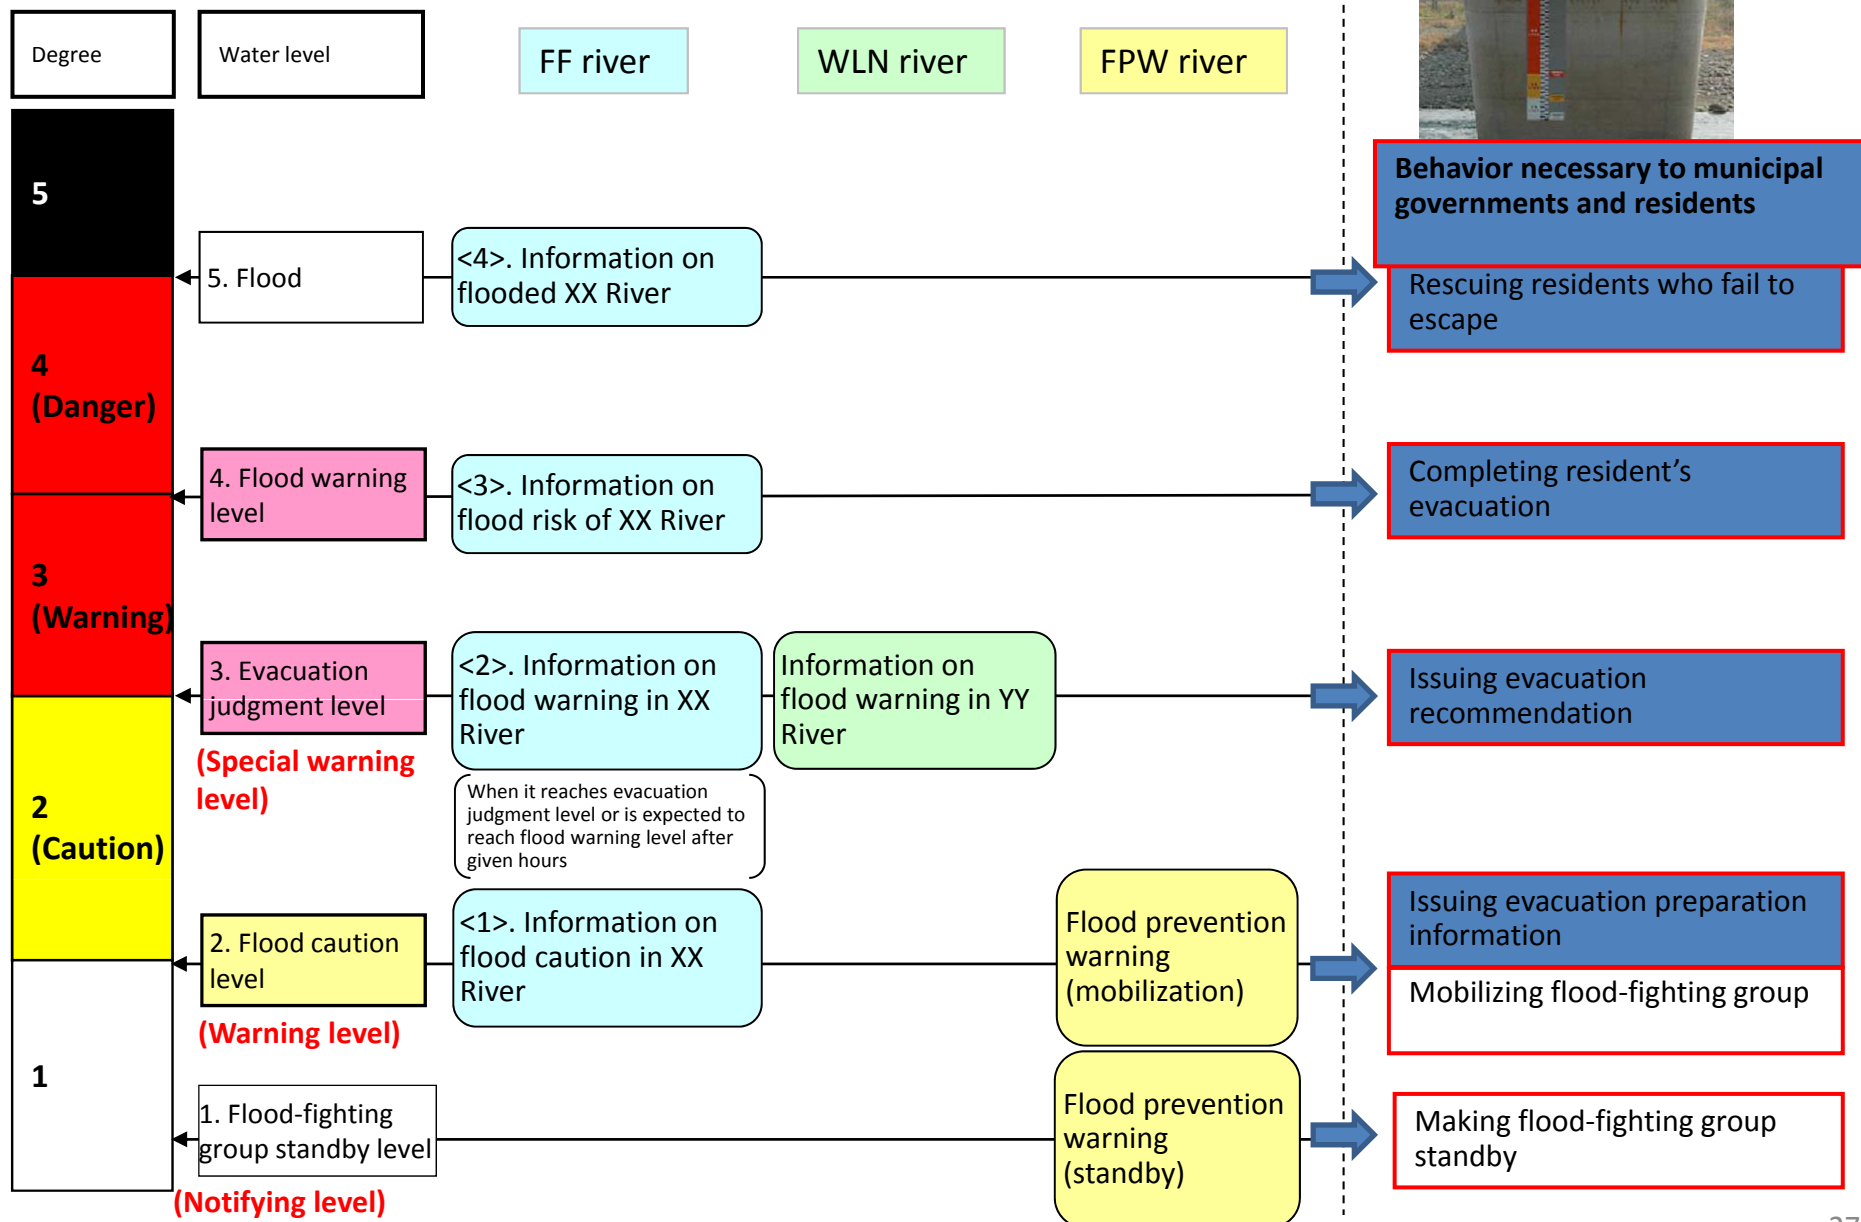 Degree
Water level
FF river
WLN river
FPW river
Behavior necessary to municipal
governments and residents
5
5. Flood
<4>. Information on
flooded XX River
Rescuing residents who fail to
escape
4
(Danger)
4. Flood warning
level
<3>. Information on
flood risk of XX River
Completing resident’s
evacuation
3
(Warning)
3. Evacuation
judgment level
(Special warning
level)
<2>. Information on
flood warning in XX
River
Information on
flood warning in YY
River
Issuing evacuation
recommendation
When it reaches evacuation
judgment level or is expected to
reach flood warning level after
given hours
2
(Caution)
2. Flood caution
level
(Warning level)
<1>. Information on
flood caution in XX
River
Flood prevention
warning
(mobilization)
Issuing evacuation preparation
information
Mobilizing flood-fighting group
1
1. Flood-fighting
group standby level
(Notifying level)
Flood prevention
warning
(standby)
Making flood-fighting group
standby